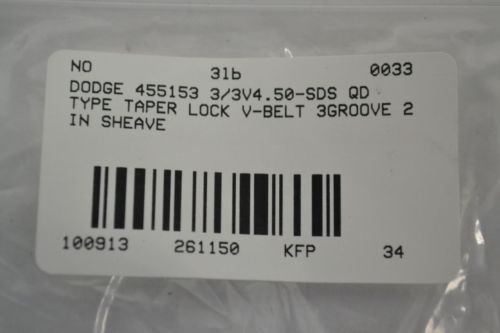 NO 3lb 0033
DODGE 455153 3/3V4.50-SDS QD
TYPE TAPER LOCK V-BELT 3GROOVE 2
IN SHEAVE
100913 261150 KFP 34